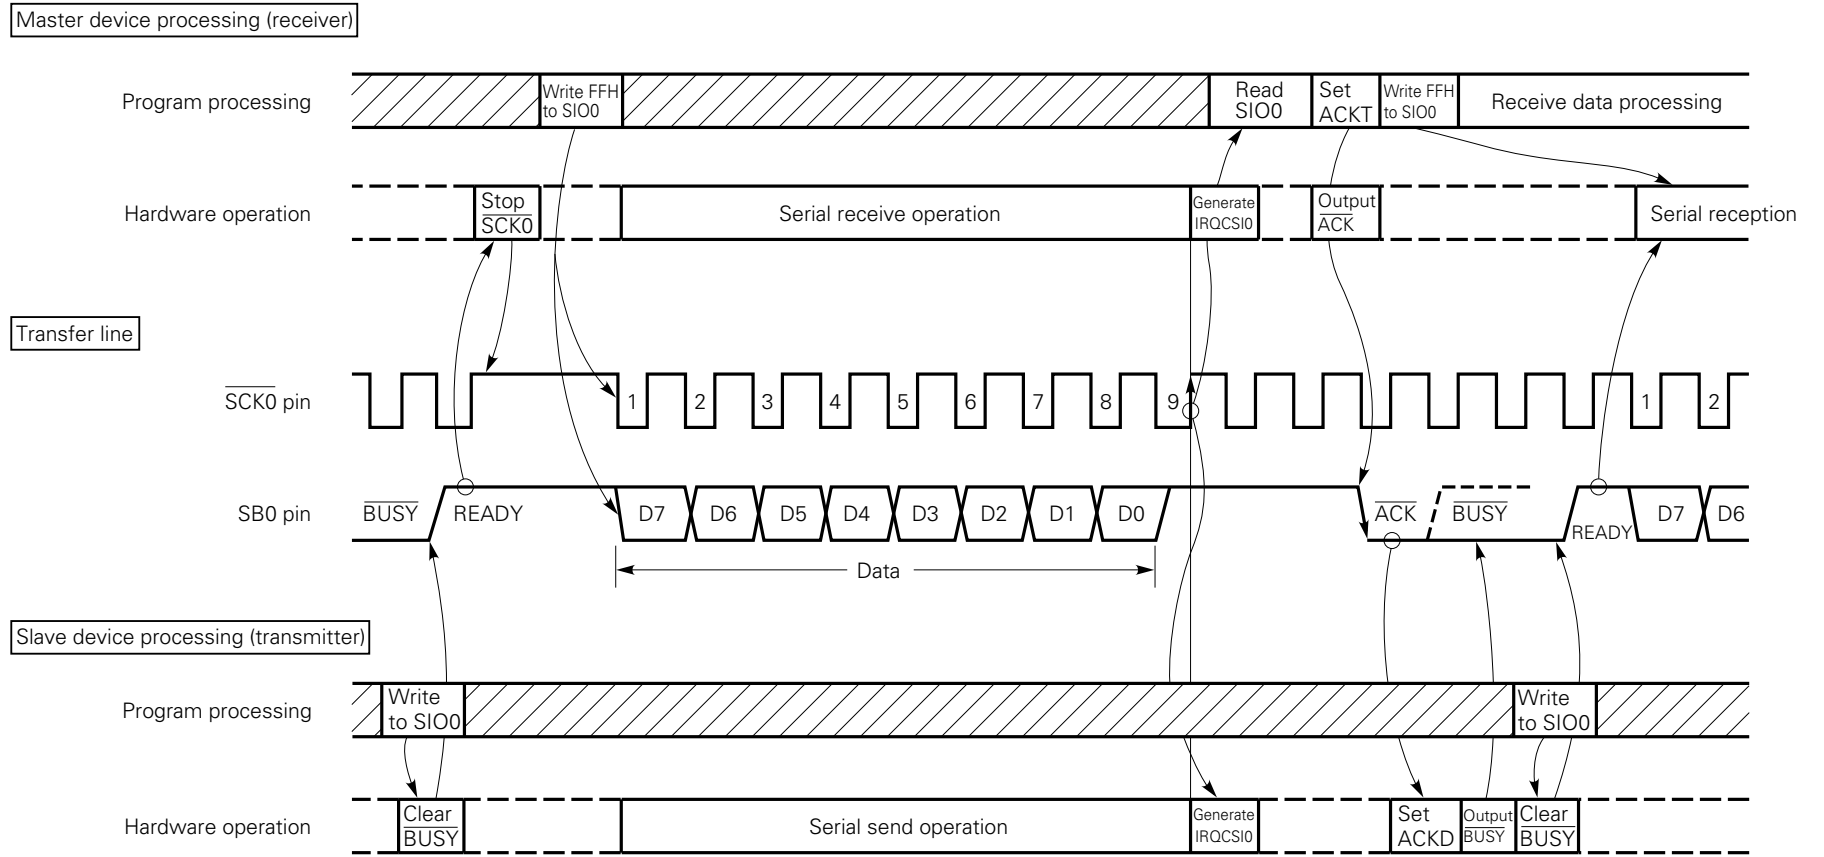 Master device processing (receiver)
Program processing
Write FFH
to SIO0
Read
SIO0
Set
ACKT
Write FFH
to SIO0
Receive data processing
Hardware operation
Stop
SCK0
Serial receive operation
Generate
IRQCSI0
Output
ACK
Serial reception
Transfer line
SCK0 pin
1 2 3 4 5 6 7 8 9 1 2
SB0 pin
BUSY READY D7 D6 D5 D4 D3 D2 D1 D0 ACK BUSY READY D7 D6
Data
Slave device processing (transmitter)
Program processing
Write
to SIO0
Write
to SIO0
Hardware operation
Clear
BUSY
Serial send operation
Generate
IRQCSI0
Set
ACKD
Output
BUSY
Clear
BUSY